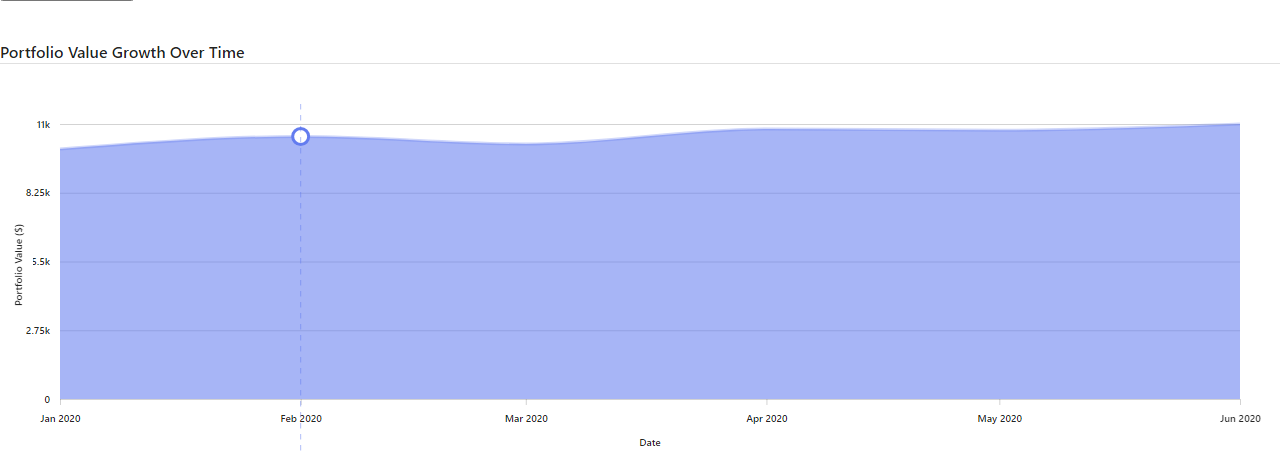 Portfolio Value Growth Over Time
11k
8.25k
5.5k
2.75k
0
Portfolio Value ($)
Jan 2020 Feb 2020 Mar 2020 Apr 2020 May 2020 Jun 2020
Date